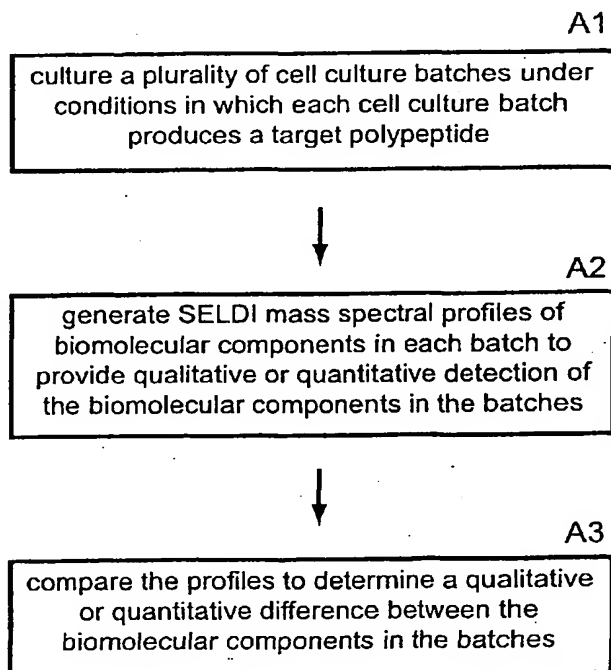 A1
culture a plurality of cell culture batches under
conditions in which each cell culture batch
produces a target polypeptide
A2
generate SELDI mass spectral profiles of
biomolecular components in each batch to
provide qualitative or quantitative detection of
the biomolecular components in the batches
A3
compare the profiles to determine a qualitative
or quantitative difference between the
biomolecular components in the batches